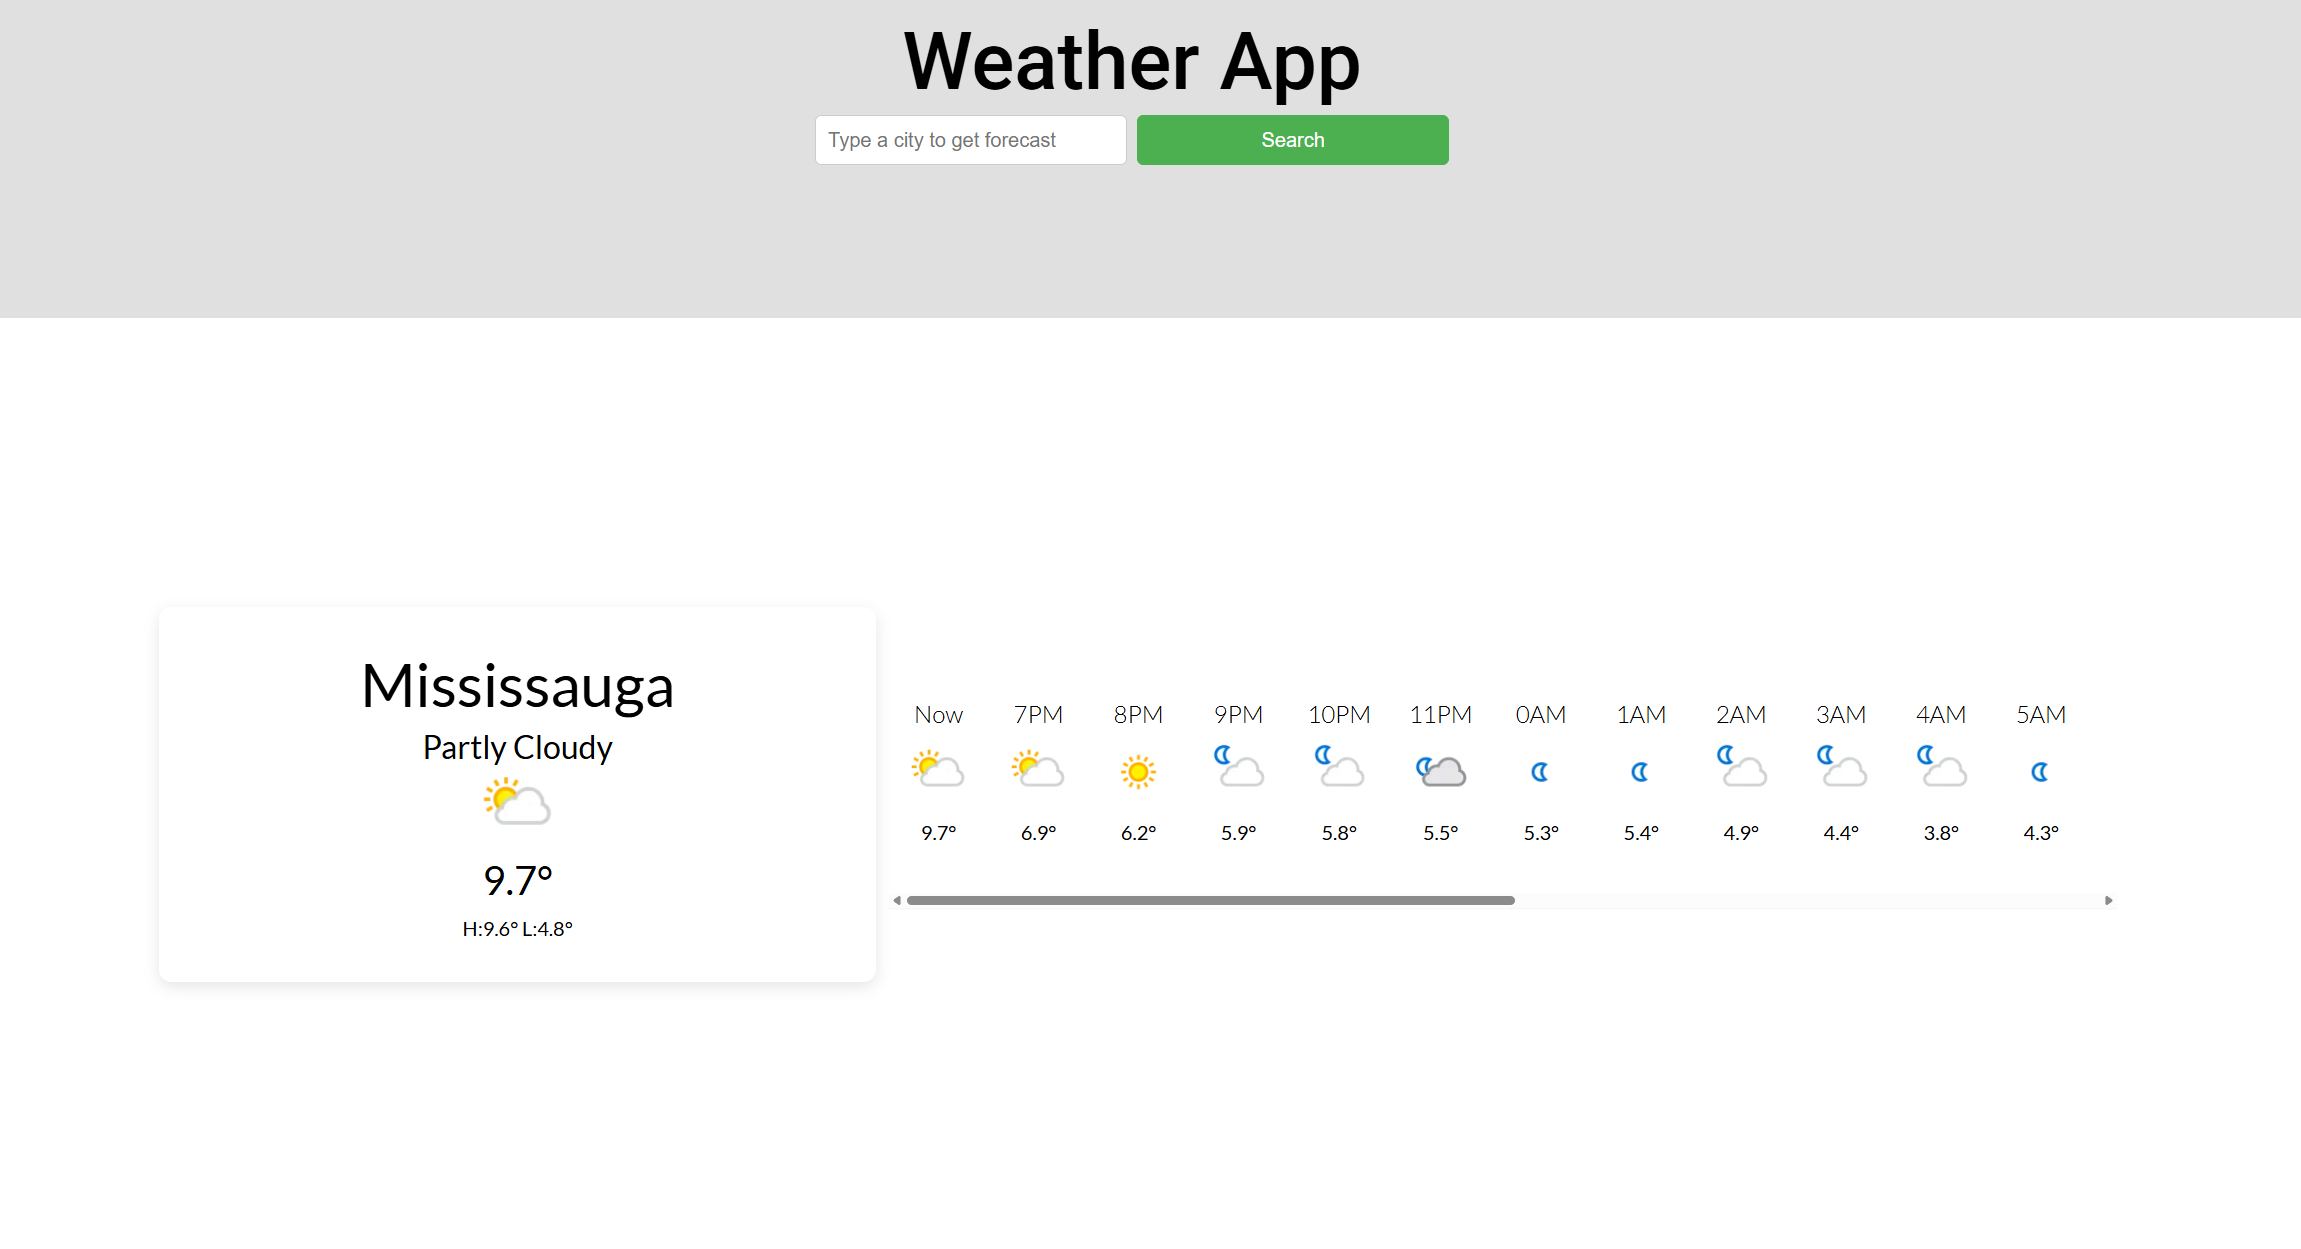 Weather App
Type a city to get forecast
Search
Mississauga
Partly Cloudy
9.7°
H:9.6° L:4.8°
Now 7PM 8PM 9PM 10PM 11PM 0AM 1AM 2AM 3AM 4AM 5AM
9.7° 6.9° 6.2° 5.9° 5.8° 5.5° 5.3° 5.4° 4.9° 4.4° 3.8° 4.3°